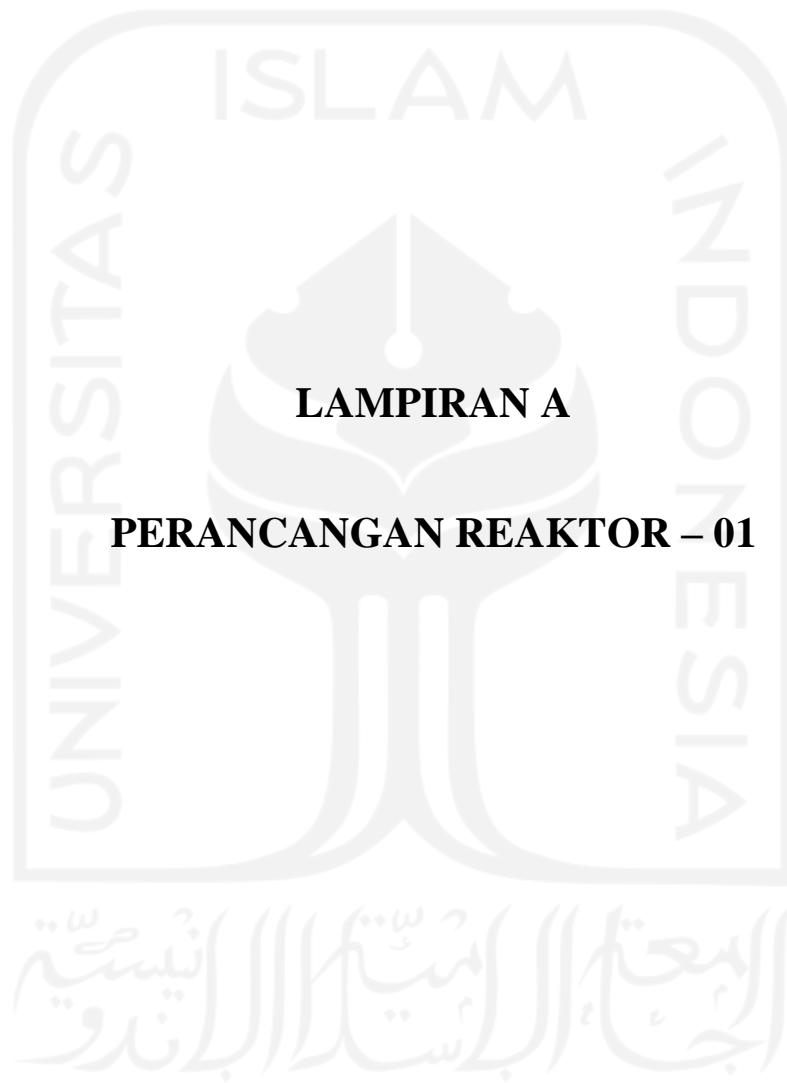 ISLAM
UNIVERSITAS
INDONESIA
LAMPIRAN A
PERANCANGAN REAKTOR – 01